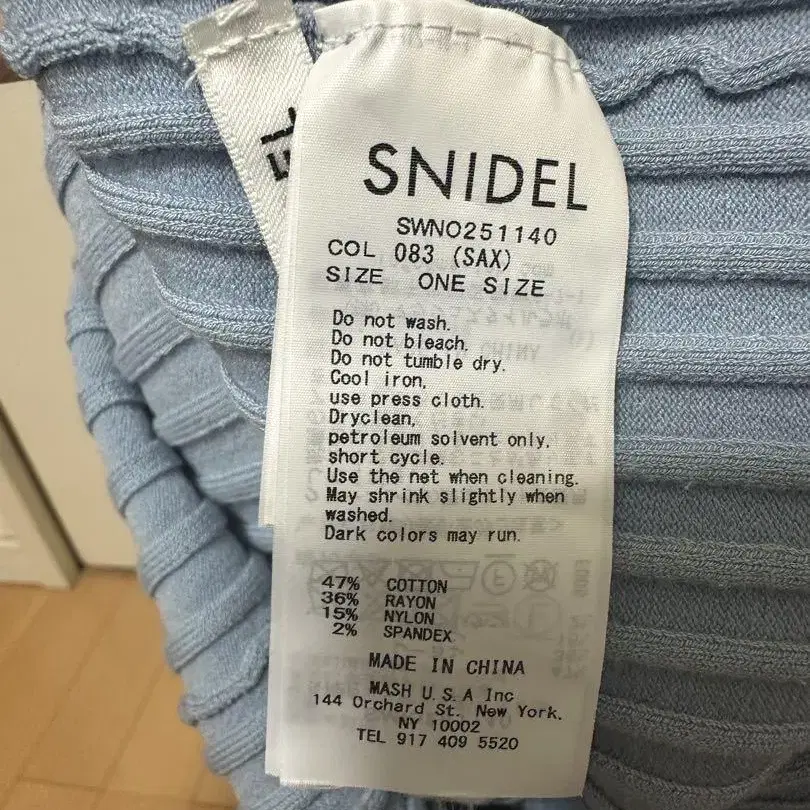 SNIDEL
SWNO251140
COL 083 (SAX)
SIZE ONE SIZE
Do not wash.
Do not bleach.
Do not tumble dry.
Cool iron,
use press cloth.
Dryclean,
petroleum solvent only,
short cycle.
Use the net when cleaning.
May shrink slightly when
washed.
Dark colors may run.
47% COTTON
36% RAYON
15% NYLON
2% SPANDEX
MADE IN CHINA
MASH U.S.A Inc
144 Orchard St. New York,
NY 10002
TEL 917 409 5520